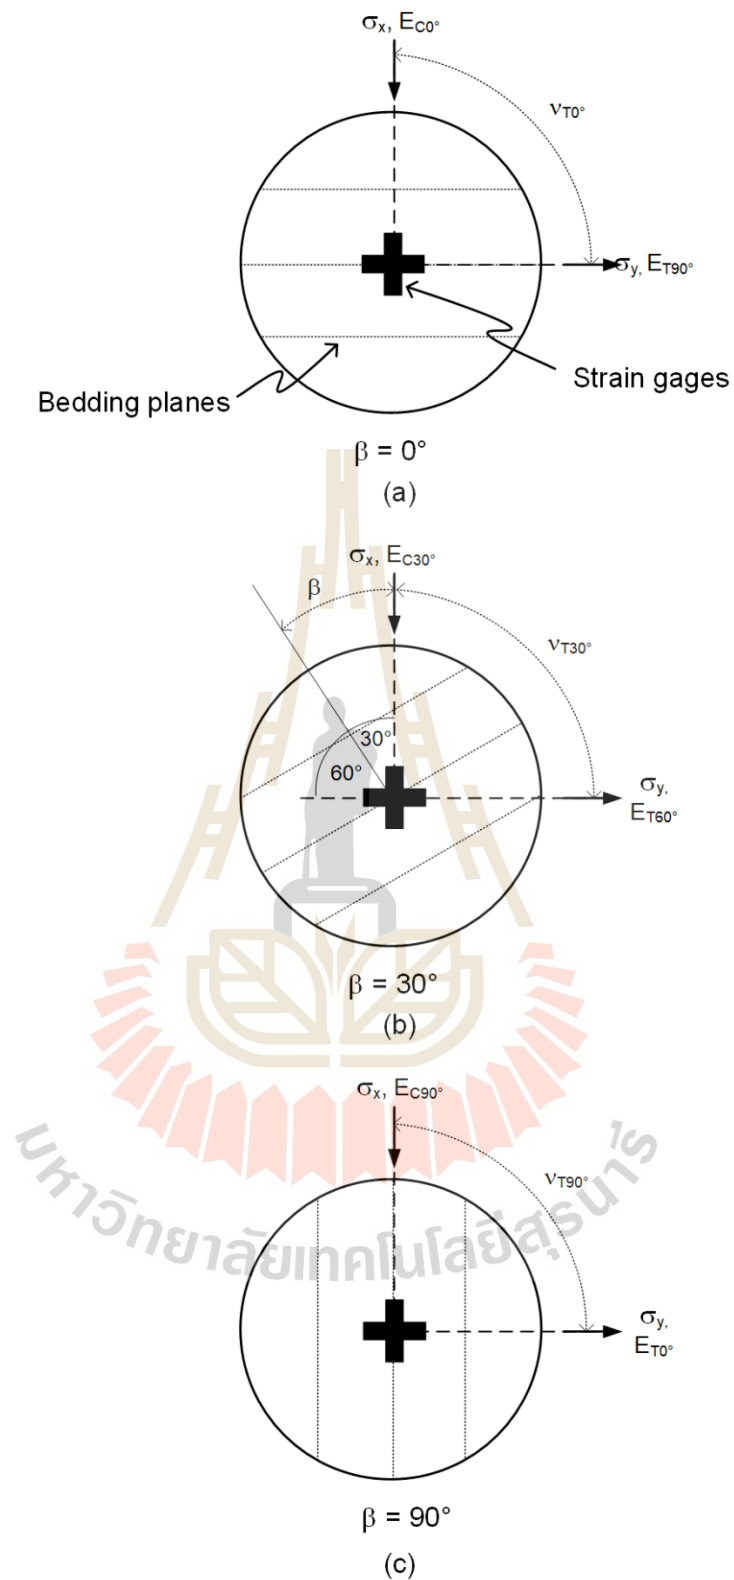 σx, EC0°
νT0°
σy, ET90°
Strain gages
Bedding planes
β = 0°
(a)
σx, EC30°
β
νT30°
30°
60°
σy,
ET60°
β = 30°
(b)
σx, EC90°
νT90°
มหาวิทยาลัยเทคโนโลยีสุรนารี
σy,
ET0°
β = 90°
(c)